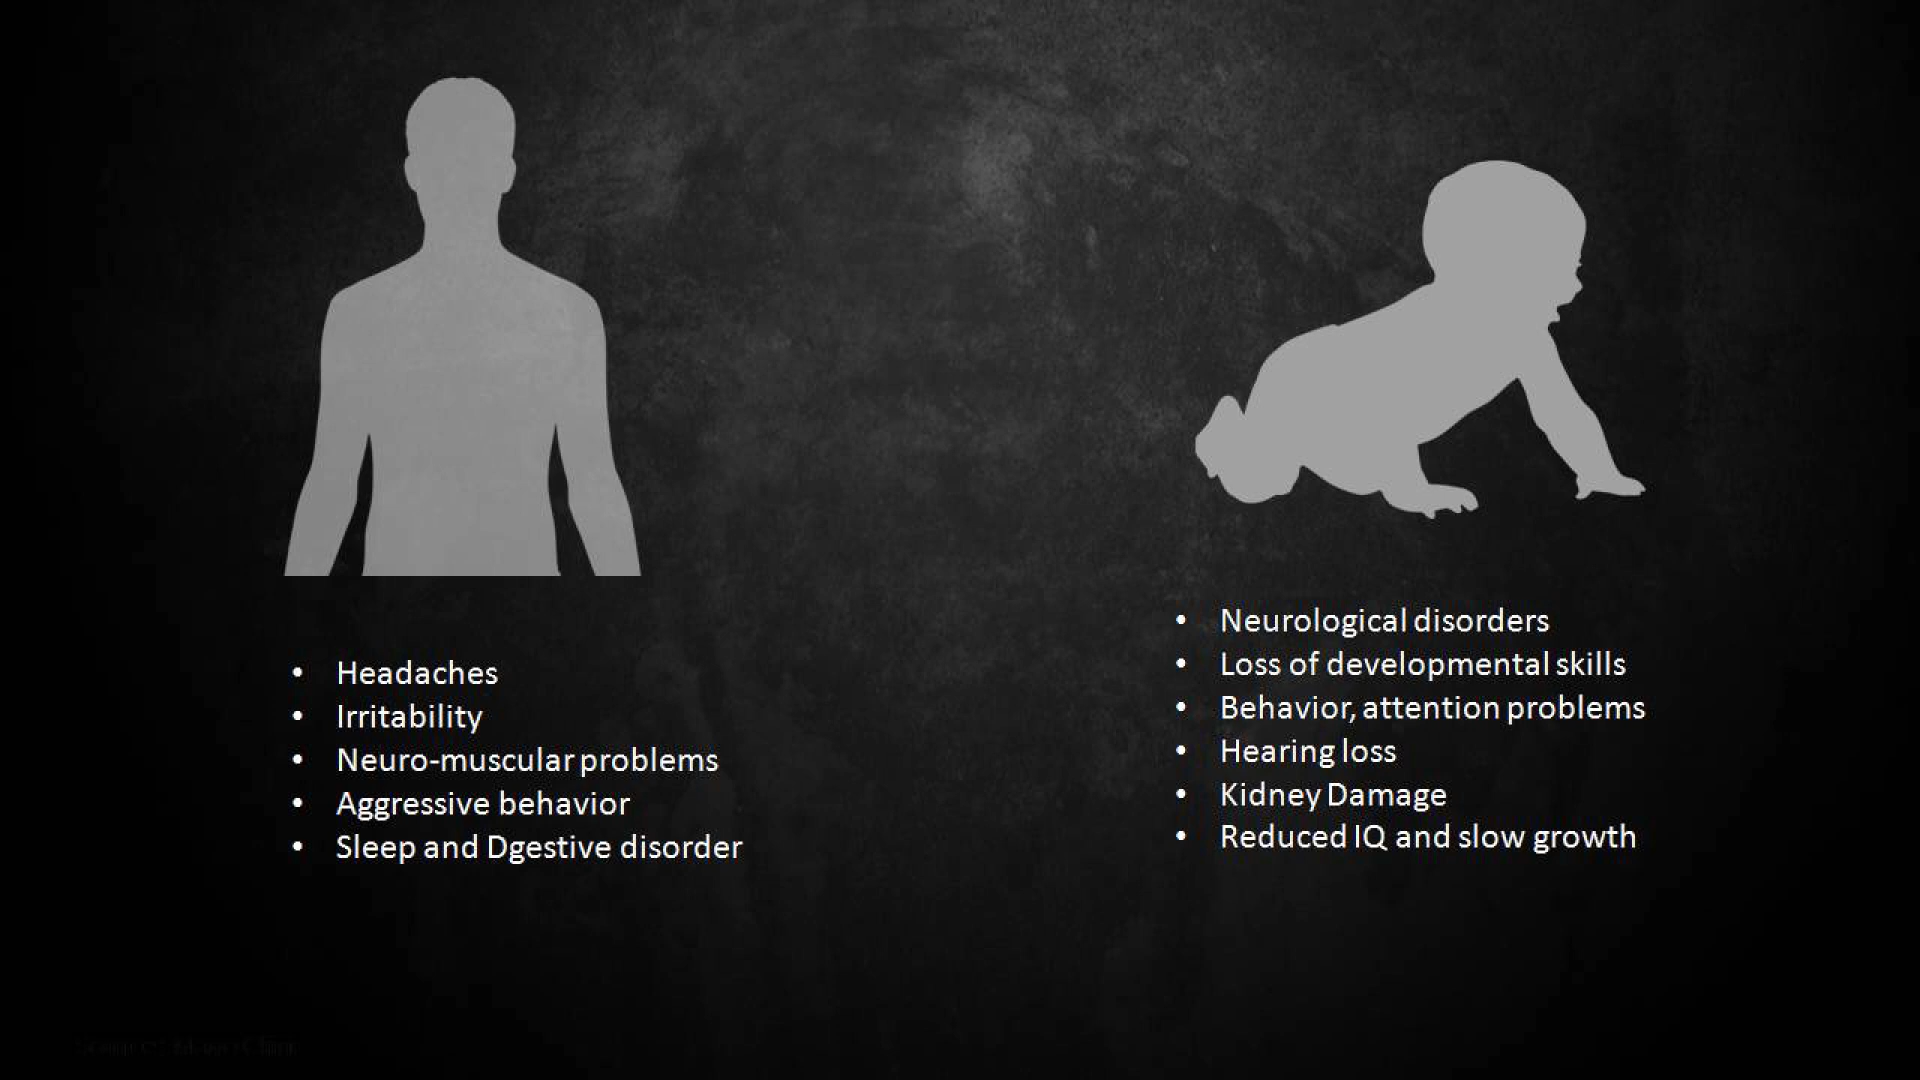 • Headaches
• Irritability
• Neuro-muscular problems
• Aggressive behavior
• Sleep and Dgestive disorder
• Neurological disorders
• Loss of developmental skills
• Behavior, attention problems
• Hearing loss
• Kidney Damage
• Reduced IQ and slow growth